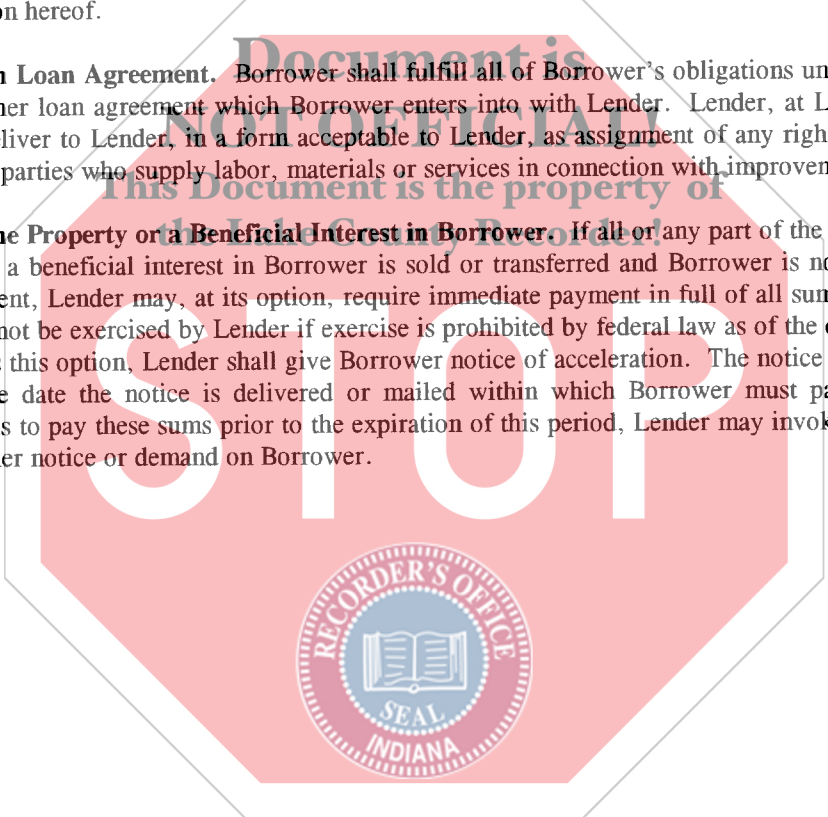 on hereof.
Document is
n Loan Agreement. Borrower shall fulfill all of Borrower's obligations un
er loan agreement which Borrower enters into with Lender. Lender, at L
NOT OFFICIAL!
liver to Lender, in a form acceptable to Lender, as assignment of any righ
parties who supply labor, materials or services in connection with improvem
This Document is the property of
the Lake County Recorder!
e Property or a Beneficial Interest in Borrower. If all or any part of the
a beneficial interest in Borrower is sold or transferred and Borrower is no
ent, Lender may, at its option, require immediate payment in full of all sum
not be exercised by Lender if exercise is prohibited by federal law as of the
this option, Lender shall give Borrower notice of acceleration. The notice
e date the notice is delivered or mailed within which Borrower must pa
s to pay these sums prior to the expiration of this period, Lender may invok
er notice or demand on Borrower.
STOP
RECORDER'S OFFICE
SEAL
INDIANA